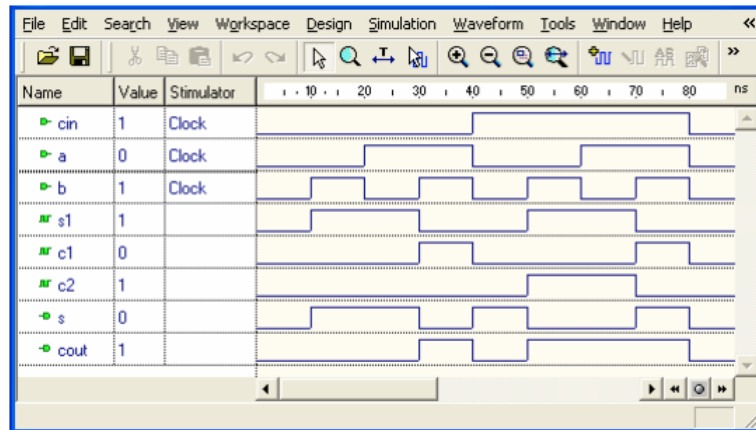 File Edit Search View Workspace Design Simulation Waveform Tools Window Help «
»
Name Value Stimulator 10 20 30 40 50 60 70 80 ns
cin 1 Clock
a 0 Clock
b 1 Clock
s1 1
c1 0
c2 1
s 0
cout 1